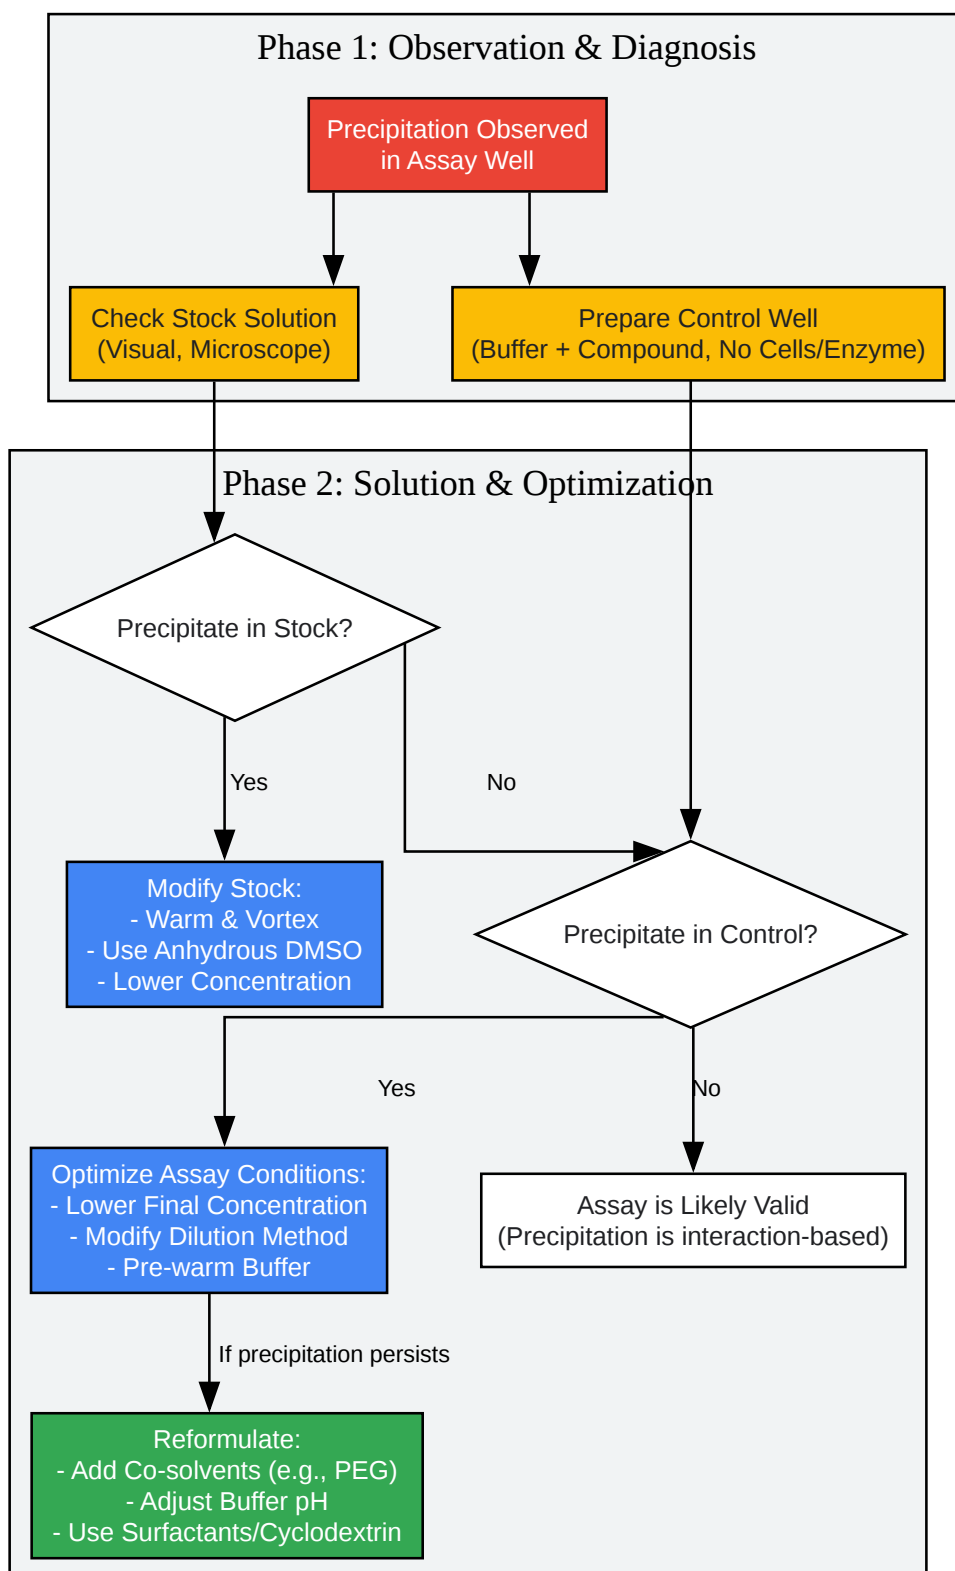 Phase 1: Observation & Diagnosis
Precipitation Observed
in Assay Well
Check Stock Solution
(Visual, Microscope)
Prepare Control Well
(Buffer + Compound, No Cells/Enzyme)
Phase 2: Solution & Optimization
Precipitate in Stock?
Yes
No
Modify Stock:
- Warm & Vortex
- Use Anhydrous DMSO
- Lower Concentration
Precipitate in Control?
Yes
No
Optimize Assay Conditions:
- Lower Final Concentration
- Modify Dilution Method
- Pre-warm Buffer
Assay is Likely Valid
(Precipitation is interaction-based)
If precipitation persists
Reformulate:
- Add Co-solvents (e.g., PEG)
- Adjust Buffer pH
- Use Surfactants/Cyclodextrin